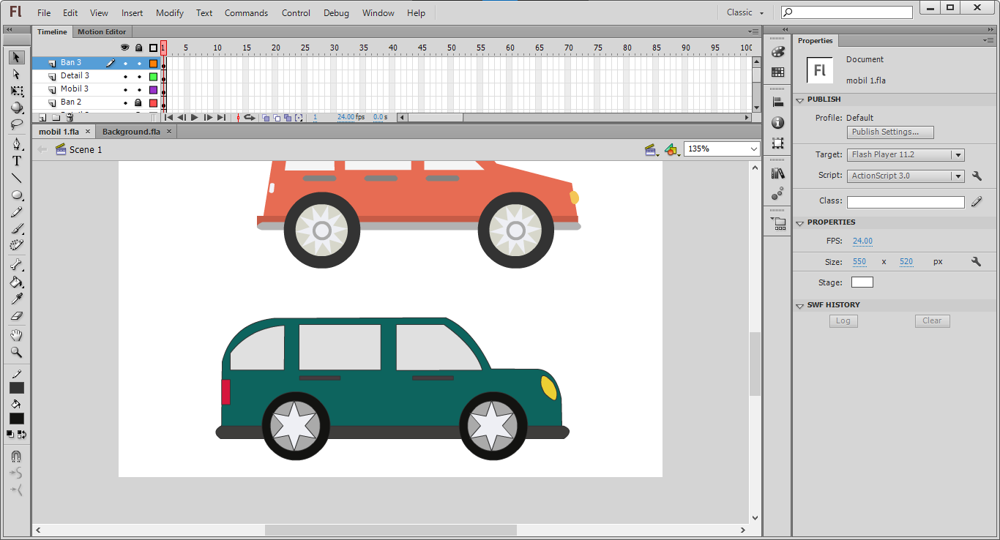 Fl File Edit View Insert Modify Text Commands Control Debug Window Help Classic
Timeline Motion Editor
1 5 10 15 20 25 30 35 40 45 50 55 60 65 70 75 80 85 90 95 100
Ban 3
Detail 3
Mobil 3
Ban 2
1 24.00 fps 0.0 s
mobil 1.fla × Background.fla ×
Scene 1
135%
T
Properties
Fl
Document
mobil 1.fla
PUBLISH
Profile: Default
Publish Settings...
Target: Flash Player 11.2
Script: ActionScript 3.0
Class:
PROPERTIES
FPS: 24.00
Size: 550 x 520 px
Stage:
SWF HISTORY
Log Clear